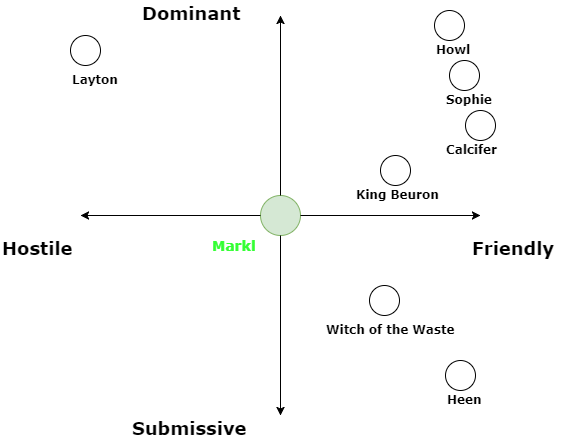 Dominant
Howl
Layton
Sophie
Calcifer
King Beuron
Markl
Hostile
Friendly
Witch of the Waste
Heen
Submissive